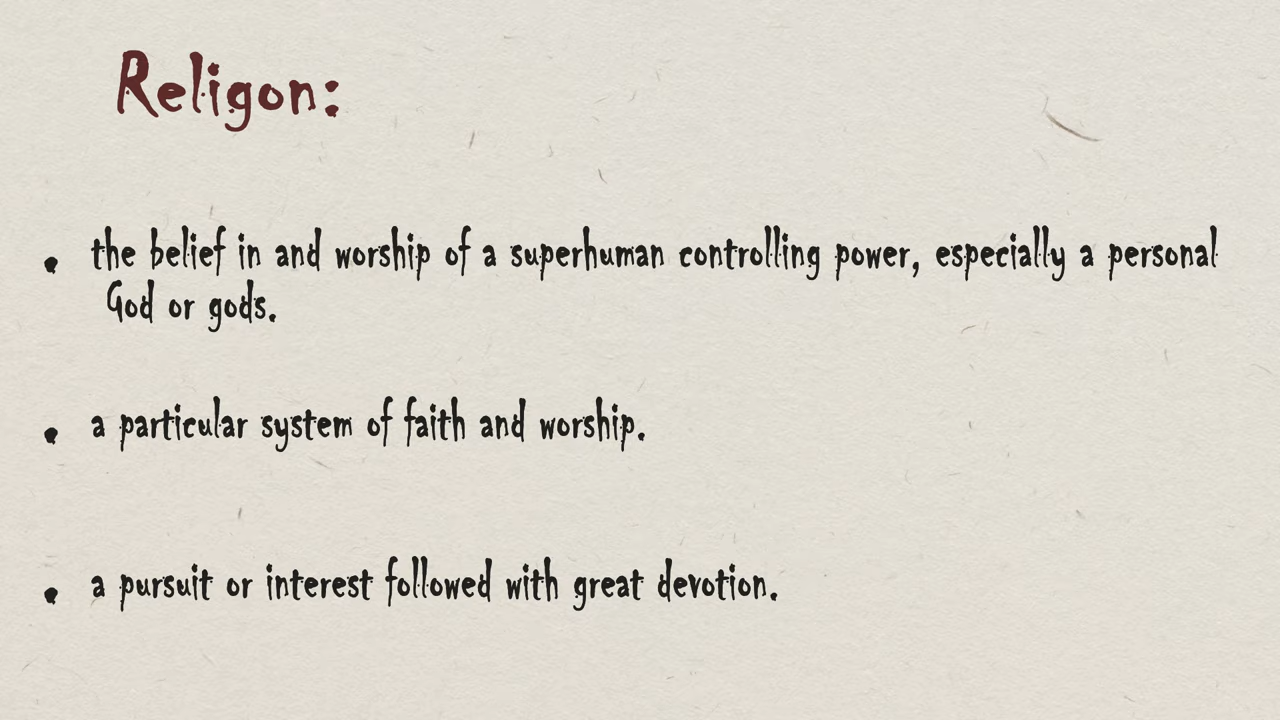 Religon:
• the belief in and worship of a superhuman controlling power, especially a personal
God or gods.
• a particular system of faith and worship.
• a pursuit or interest followed with great devotion.